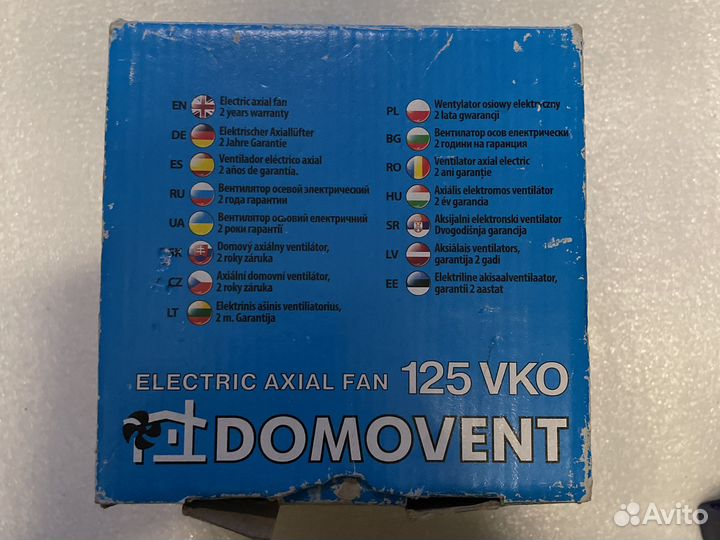 EN Electric axial fan
2 years warranty
DE Elektrischer Axiallüfter
2 Jahre Garantie
ES Ventilador eléctrico axial
2 años de garantía.
RU Вентилятор осевой электрический
2 года гарантии
UA Вентилятор осьовий електричний
2 роки гарантії
SK Domový axiálny ventilátor,
2 roky záruka
CZ Axiální domovní ventilátor,
2 roky záruka
LT Elektrinis ašinis ventiliatorius,
2 m. Garantija
PL Wentylator osiowy elektryczny
2 lata gwarancji
BG Вентилатор осов електрически
2 години на гаранция
RO Ventilator axial electric
2 ani garanție
HU Axiális elektromos ventilator
2 év garancia
SR Aksijalni elektronski ventilator
Dvogodišnja garancija
LV Aksiálais ventilators,
garantija 2 gadi
EE Elektriline akisaalventilaator,
garantii 2 aastat
ELECTRIC AXIAL FAN 125 VKO
DOMOVENT
Avito